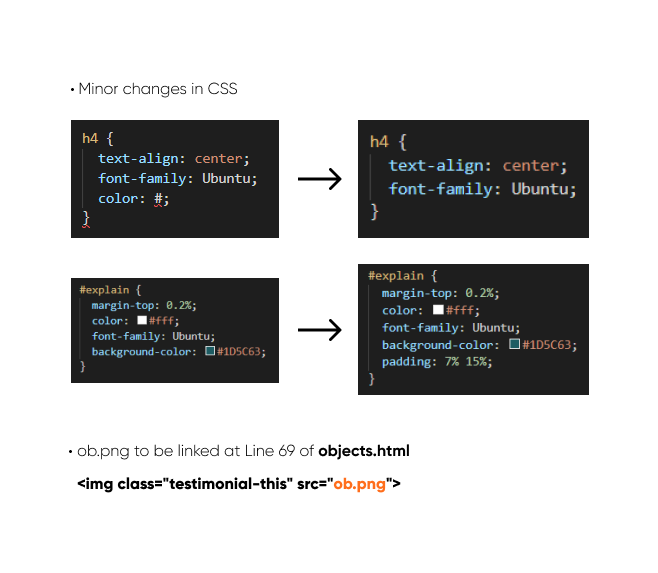 • Minor changes in CSS
h4 {
text-align: center;
font-family: Ubuntu;
color: #;
}
h4 {
text-align: center;
font-family: Ubuntu;
}
#explain {
margin-top: 0.2%;
color: #fff;
font-family: Ubuntu;
background-color: #1D5C63;
}
#explain {
margin-top: 0.2%;
color: #fff;
font-family: Ubuntu;
background-color: #1D5C63;
padding: 7% 15%;
}
• ob.png to be linked at Line 69 of objects.html
<img class="testimonial-this" src="ob.png">